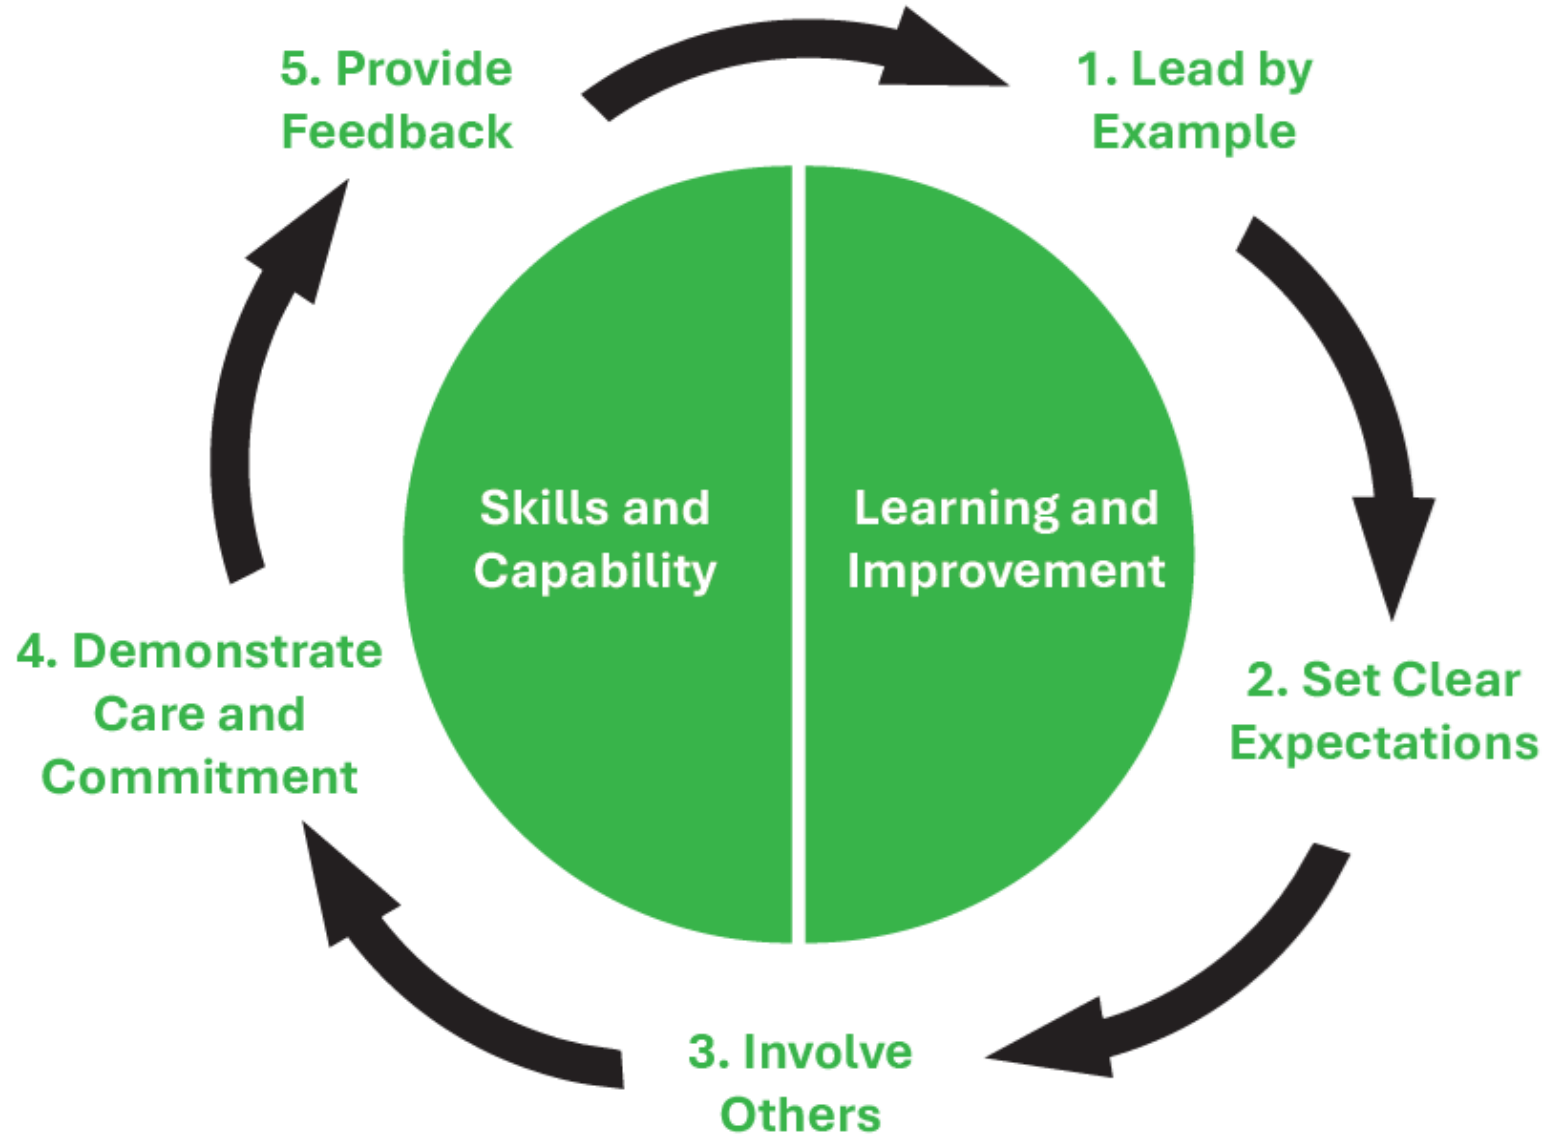 5. Provide
Feedback
1. Lead by
Example
Skills and
Capability
Learning and
Improvement
4. Demonstrate
Care and
Commitment
2. Set Clear
Expectations
3. Involve
Others